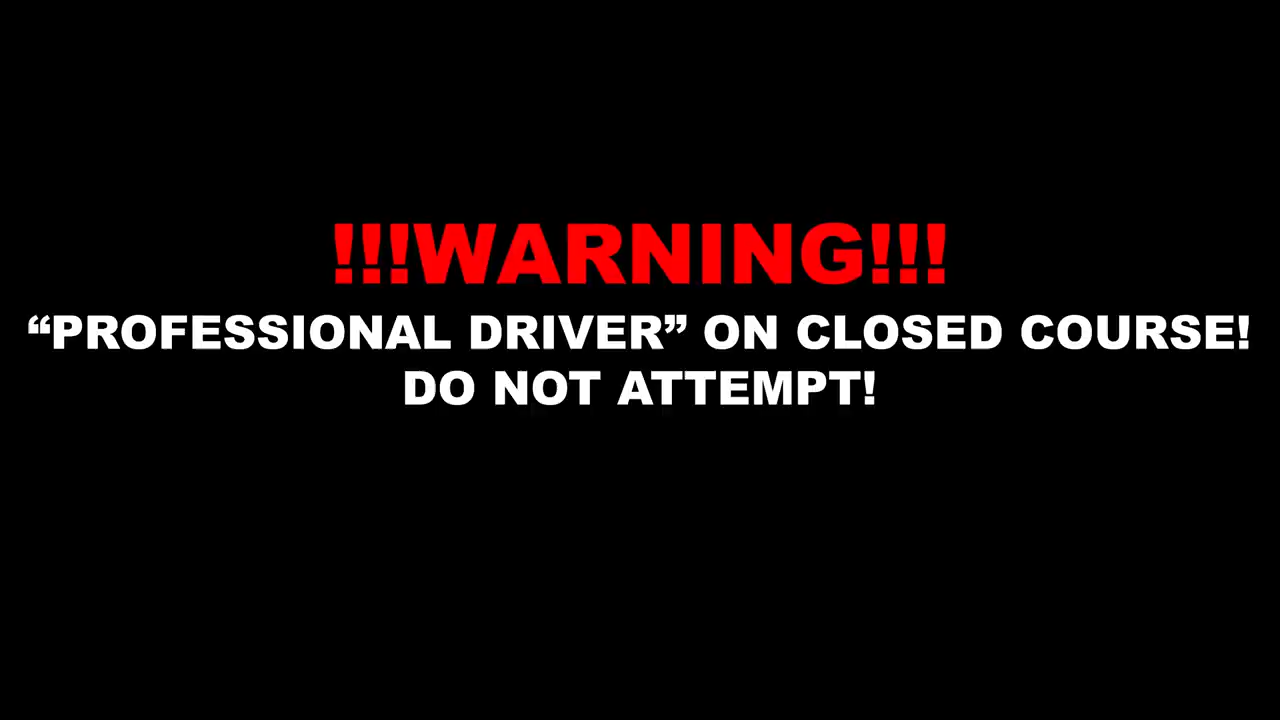 !!!WARNING!!!
“PROFESSIONAL DRIVER” ON CLOSED COURSE!
DO NOT ATTEMPT!